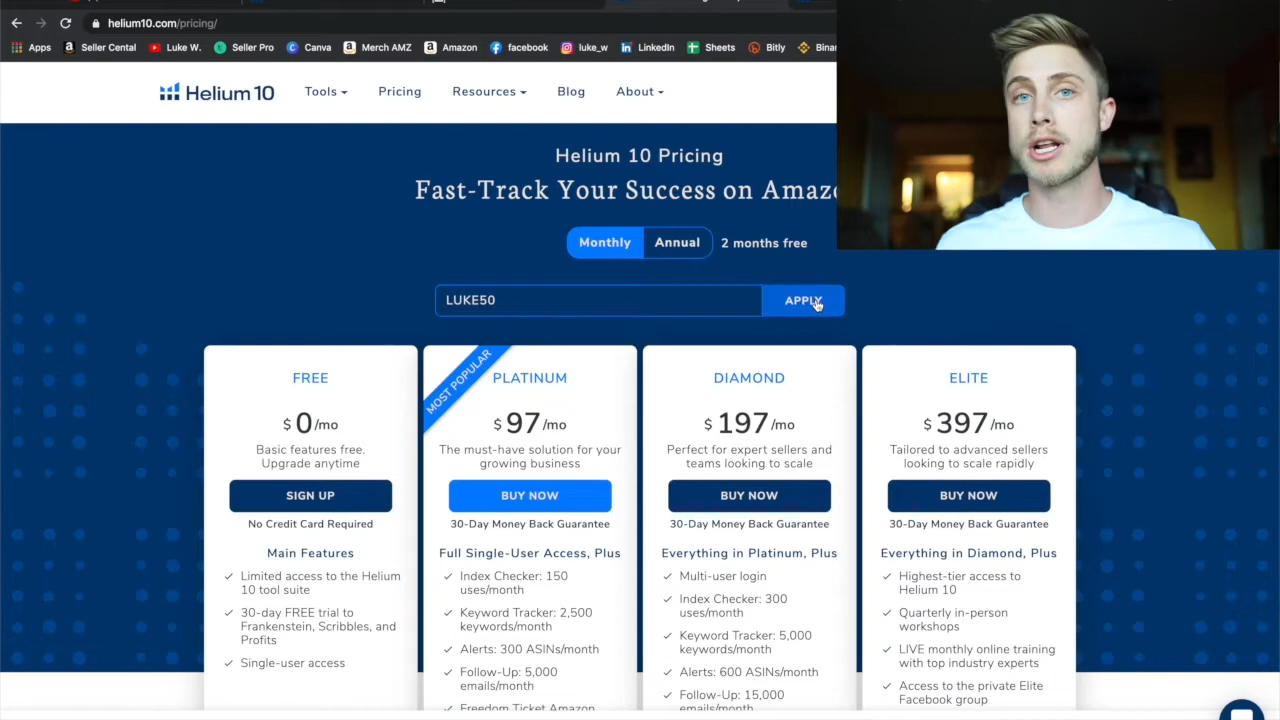 helium10.com/pricing/
Apps Seller Cental Luke W. Seller Pro Canva Merch AMZ Amazon facebook luke_w LinkedIn Sheets Bitly Binan
Helium 10 Tools Pricing Resources Blog About
Helium 10 Pricing
Fast-Track Your Success on Amazo
Monthly Annual 2 months free
LUKE50 APPLY
FREE
$ 0/mo
Basic features free.
Upgrade anytime
SIGN UP
No Credit Card Required
Main Features
Limited access to the Helium
10 tool suite
30-day FREE trial to
Frankenstein, Scribbles, and
Profits
Single-user access
MOST POPULAR
PLATINUM
$ 97/mo
The must-have solution for your
growing business
BUY NOW
30-Day Money Back Guarantee
Full Single-User Access, Plus
Index Checker: 150
uses/month
Keyword Tracker: 2,500
keywords/month
Alerts: 300 ASINs/month
Follow-Up: 5,000
emails/month
Freedom Ticket Amazon
DIAMOND
$ 197/mo
Perfect for expert sellers and
teams looking to scale
BUY NOW
30-Day Money Back Guarantee
Everything in Platinum, Plus
Multi-user login
Index Checker: 300
uses/month
Keyword Tracker: 5,000
keywords/month
Alerts: 600 ASINs/month
Follow-Up: 15,000
emails/month
ELITE
$ 397/mo
Tailored to advanced sellers
looking to scale rapidly
BUY NOW
30-Day Money Back Guarantee
Everything in Diamond, Plus
Highest-tier access to
Helium 10
Quarterly in-person
workshops
LIVE monthly online training
with top industry experts
Access to the private Elite
Facebook group